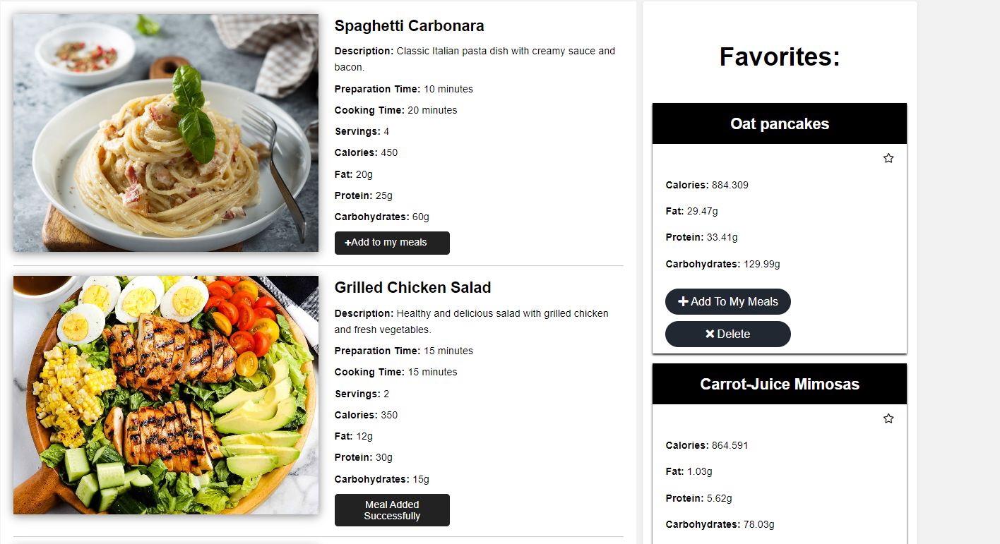 Spaghetti Carbonara
Description: Classic Italian pasta dish with creamy sauce and
bacon.
Preparation Time: 10 minutes
Cooking Time: 20 minutes
Servings: 4
Calories: 450
Fat: 20g
Protein: 25g
Carbohydrates: 60g
+Add to my meals
Grilled Chicken Salad
Description: Healthy and delicious salad with grilled chicken
and fresh vegetables.
Preparation Time: 15 minutes
Cooking Time: 15 minutes
Servings: 2
Calories: 350
Fat: 12g
Protein: 30g
Carbohydrates: 15g
Meal Added
Successfully
Favorites:
Oat pancakes
Calories: 884.309
Fat: 29.47g
Protein: 33.41g
Carbohydrates: 129.99g
+ Add To My Meals
× Delete
Carrot-Juice Mimosas
Calories: 864.591
Fat: 1.03g
Protein: 5.62g
Carbohydrates: 78.03g